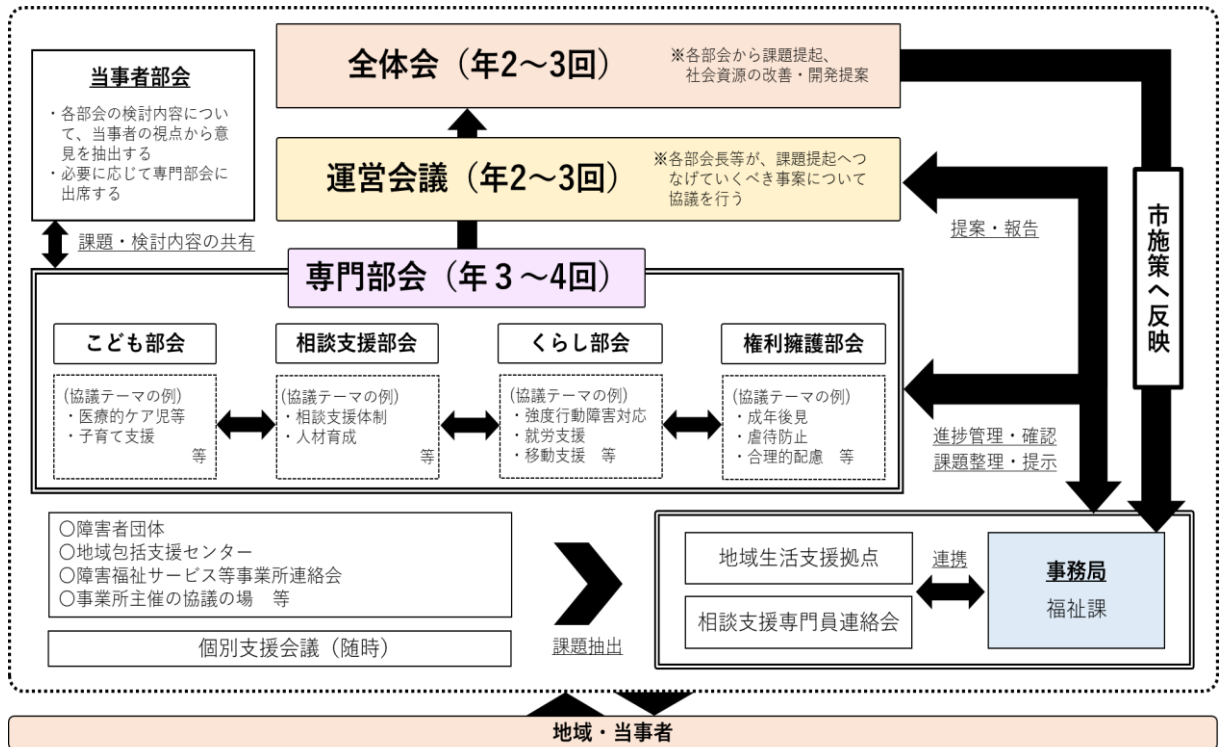 全体会（年2～3回）
※各部会から課題提起、
社会資源の改善・開発提案
当事者部会
・各部会の検討内容につい
て、当事者の視点から意
見を抽出する
・必要に応じて専門部会に
出席する
運営会議（年2～3回）
※各部会長等が、課題提起へつ
なげていくべき事案について
協議を行う
市施策へ反映
提案・報告
課題・検討内容の共有
専門部会（年３～4回）
こども部会
(協議テーマの例)
・医療的ケア児等
・子育て支援
等
相談支援部会
(協議テーマの例)
・相談支援体制
・人材育成
等
くらし部会
(協議テーマの例)
・強度行動障害対応
・就労支援
・移動支援　等
権利擁護部会
(協議テーマの例)
・成年後見
・虐待防止
・合理的配慮　等
進捗管理・確認
課題整理・提示
〇障害者団体
〇地域包括支援センター
〇障害福祉サービス等事業所連絡会
〇事業所主催の協議の場　等
個別支援会議（随時）
課題抽出
地域生活支援拠点
相談支援専門員連絡会
連携
事務局
福祉課
地域・当事者